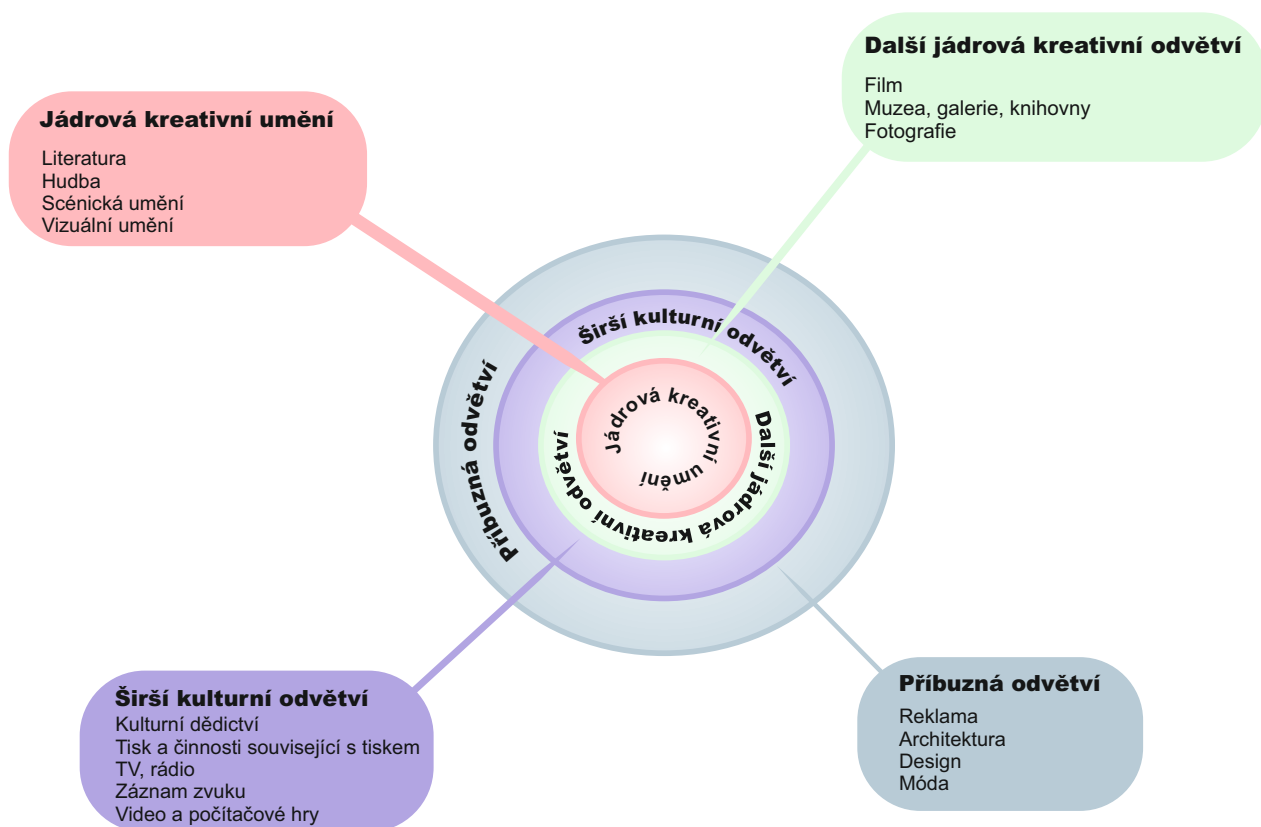 Další jádrová kreativní odvětví
Film
Muzea, galerie, knihovny
Fotografie
Jádrová kreativní umění
Literatura
Hudba
Scénická umění
Vizuální umění
Širší kulturní odvětví
Příbuzná odvětví
Jádrová kreativní umění
Další jádrová kreativní odvětví
Širší kulturní odvětví
Kulturní dědictví
Tisk a činnosti související s tiskem
TV, rádio
Záznam zvuku
Video a počítačové hry
Příbuzná odvětví
Reklama
Architektura
Design
Móda